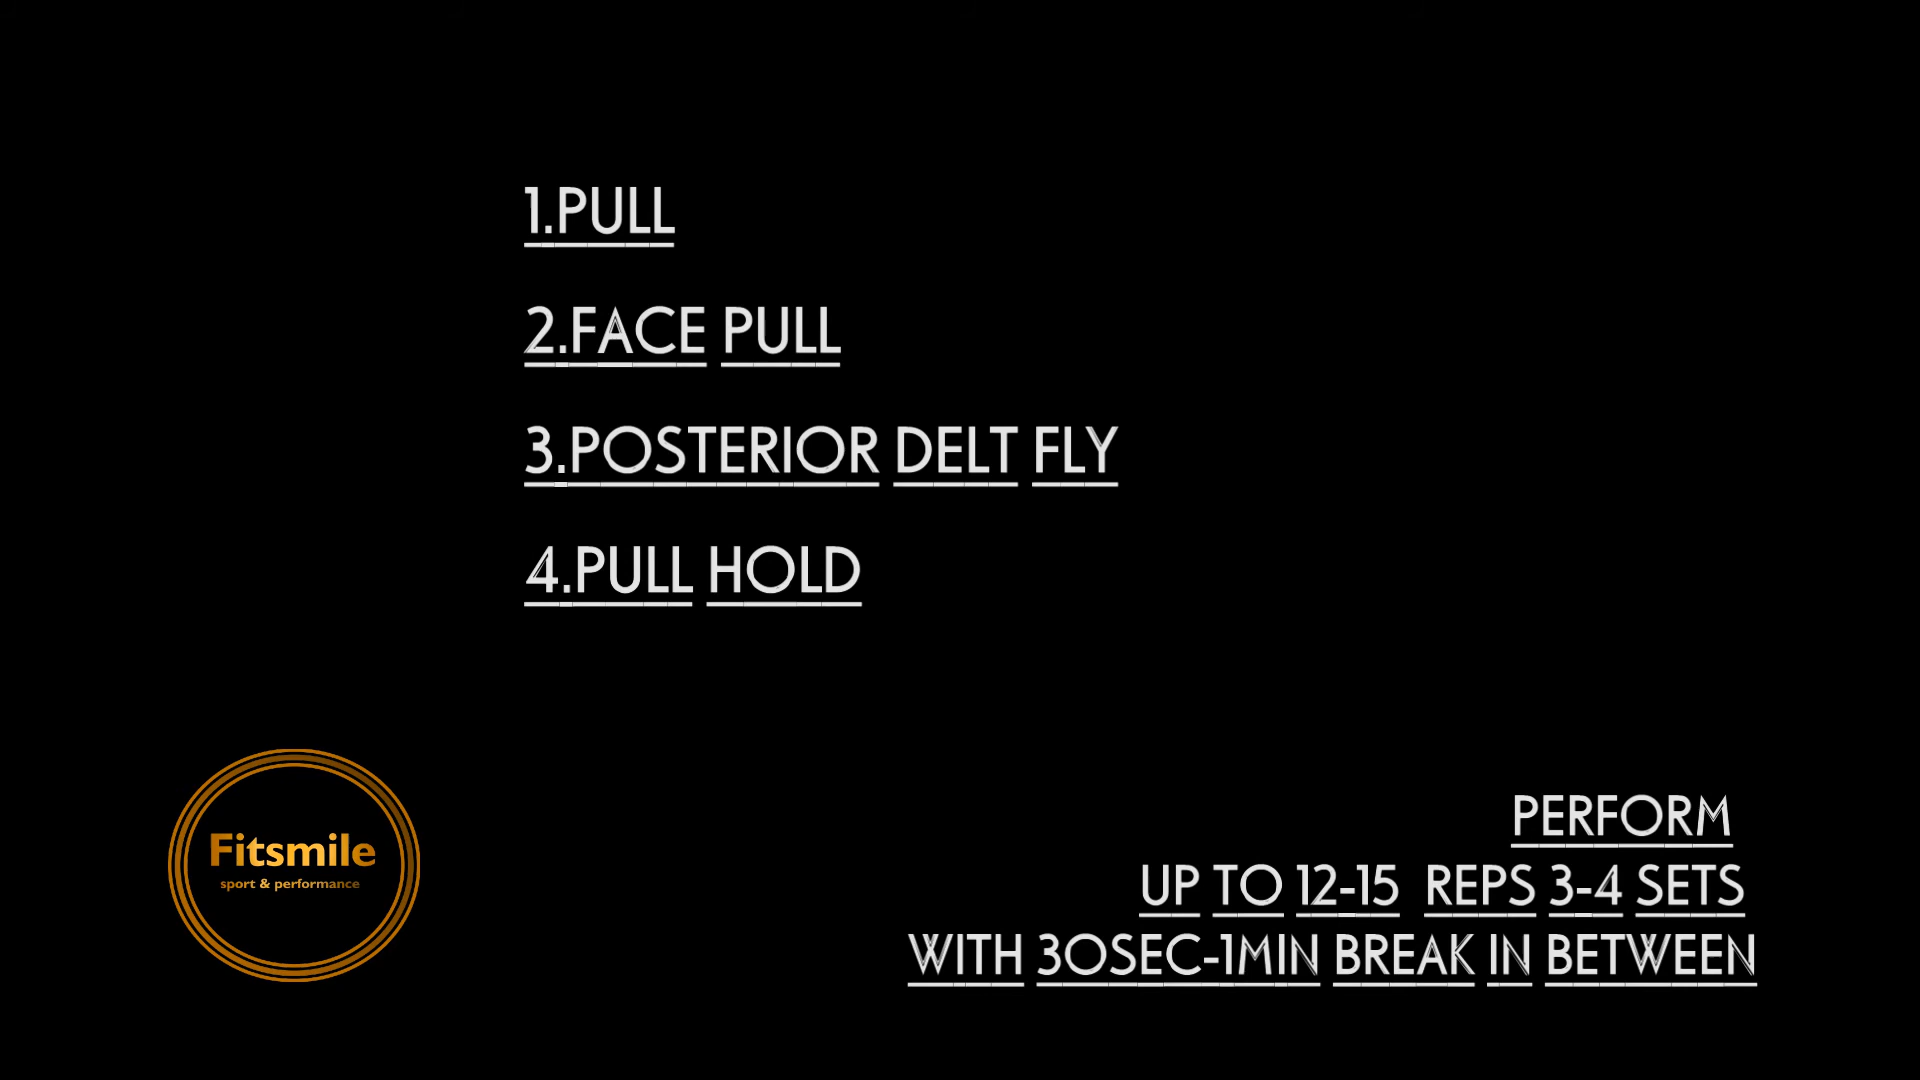 1.PULL
2.FACE PULL
3.POSTERIOR DELT FLY
4.PULL HOLD
Fitsmile
sport & performance
PERFORM
UP TO 12-15 REPS 3-4 SETS
WITH 30SEC-1MIN BREAK IN BETWEEN